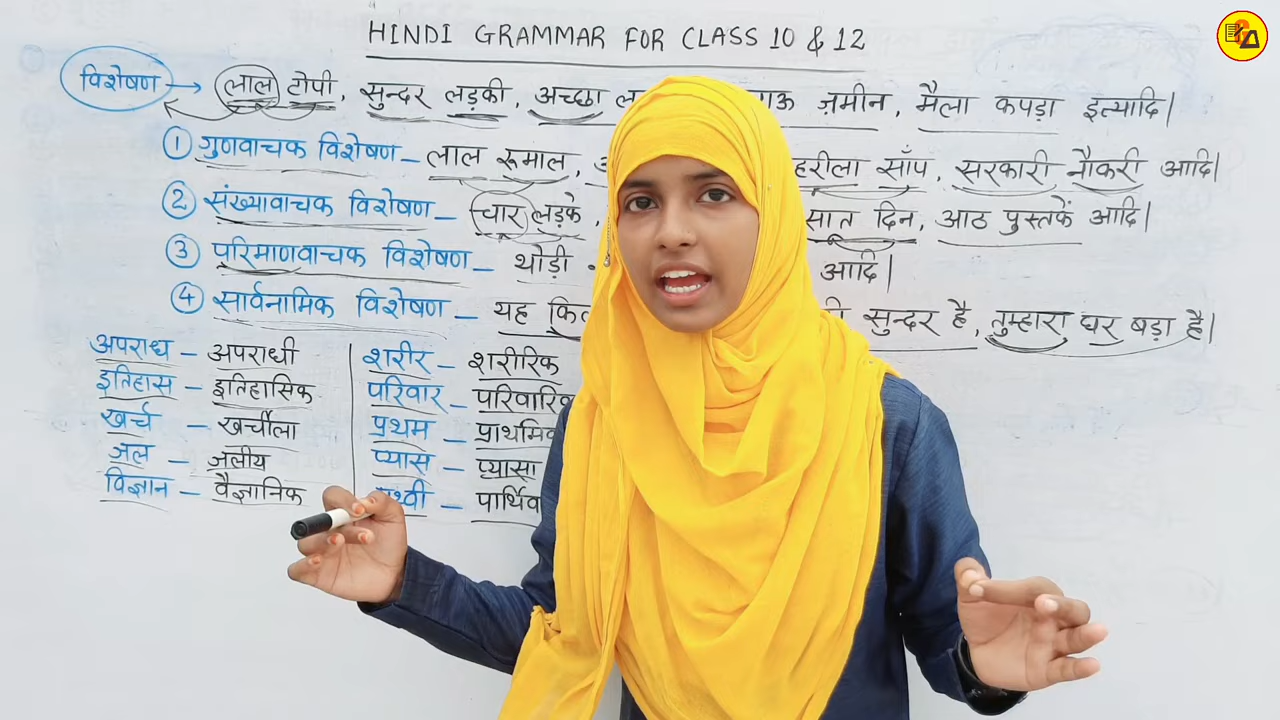 HINDI GRAMMAR FOR CLASS 10 & 12
विशेषण → लाल टोपी, सुन्दर लड़की, अच्छा ज़मीन, मैला कपड़ा इत्यादि|
① गुणवाचक विशेषण – लाल रूमाल, साँप, सरकारी नौकरी आदि|
② संख्यावाचक विशेषण – चार लड़के, सात दिन, आठ पुस्तकें आदि|
③ परिमाणवाचक विशेषण – थोड़ी आदि|
④ सार्वनामिक विशेषण – यह सुन्दर है, तुम्हारा घर बड़ा है|
अपराध – अपराधी
इतिहास – इतिहासिक
खर्च – खर्चीला
जल – जलीय
विज्ञान – वैज्ञानिक
शरीर – शरीरिक
परिवार –
प्रथम –
प्यास – प्यासा